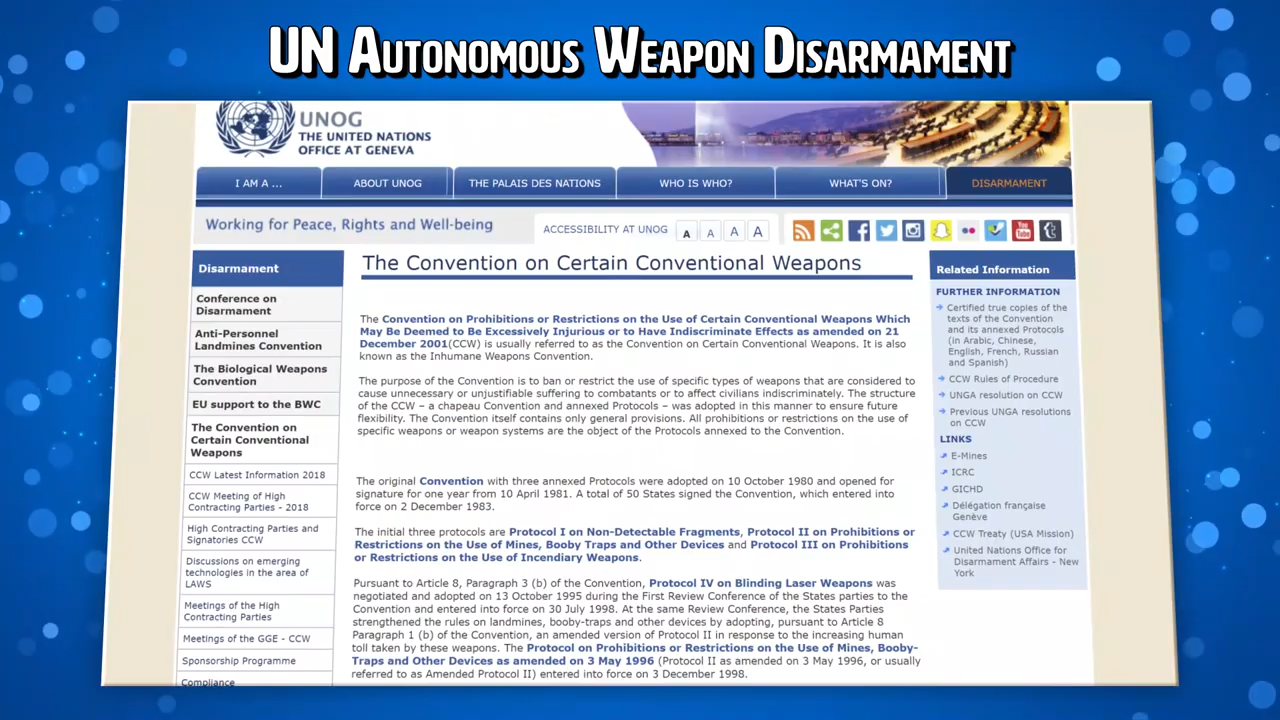 UN Autonomous Weapon Disarmament
UNOG
THE UNITED NATIONS
OFFICE AT GENEVA
I AM A ...
ABOUT UNOG
THE PALAIS DES NATIONS
WHO IS WHO?
WHAT'S ON?
DISARMAMENT
Working for Peace, Rights and Well-being
ACCESSIBILITY AT UNOG
A A A A
You
Tube
Disarmament
Conference on
Disarmament
Anti-Personnel
Landmines Convention
The Biological Weapons
Convention
EU support to the BWC
The Convention on
Certain Conventional
Weapons
CCW Latest Information 2018
CCW Meeting of High
Contracting Parties - 2018
High Contracting Parties and
Signatories CCW
Discussions on emerging
technologies in the area of
LAWS
Meetings of the High
Contracting Parties
Meetings of the GGE - CCW
Sponsorship Programme
Compliance
The Convention on Certain Conventional Weapons
The Convention on Prohibitions or Restrictions on the Use of Certain Conventional Weapons Which
May Be Deemed to Be Excessively Injurious or to Have Indiscriminate Effects as amended on 21
December 2001(CCW) is usually referred to as the Convention on Certain Conventional Weapons. It is also
known as the Inhumane Weapons Convention.
The purpose of the Convention is to ban or restrict the use of specific types of weapons that are considered to
cause unnecessary or unjustifiable suffering to combatants or to affect civilians indiscriminately. The structure
of the CCW – a chapeau Convention and annexed Protocols – was adopted in this manner to ensure future
flexibility. The Convention itself contains only general provisions. All prohibitions or restrictions on the use of
specific weapons or weapon systems are the object of the Protocols annexed to the Convention.
The original Convention with three annexed Protocols were adopted on 10 October 1980 and opened for
signature for one year from 10 April 1981. A total of 50 States signed the Convention, which entered into
force on 2 December 1983.
The initial three protocols are Protocol I on Non-Detectable Fragments, Protocol II on Prohibitions or
Restrictions on the Use of Mines, Booby Traps and Other Devices and Protocol III on Prohibitions
or Restrictions on the Use of Incendiary Weapons.
Pursuant to Article 8, Paragraph 3 (b) of the Convention, Protocol IV on Blinding Laser Weapons was
negotiated and adopted on 13 October 1995 during the First Review Conference of the States parties to the
Convention and entered into force on 30 July 1998. At the same Review Conference, the States Parties
strengthened the rules on landmines, booby-traps and other devices by adopting, pursuant to Article 8
Paragraph 1 (b) of the Convention, an amended version of Protocol II in response to the increasing human
toll taken by these weapons. The Protocol on Prohibitions or Restrictions on the Use of Mines, Booby-
Traps and Other Devices as amended on 3 May 1996 (Protocol II as amended on 3 May 1996, or usually
referred to as Amended Protocol II) entered into force on 3 December 1998.
Related Information
FURTHER INFORMATION
Certified true copies of the
texts of the Convention
and its annexed Protocols
(in Arabic, Chinese,
English, French, Russian
and Spanish)
CCW Rules of Procedure
UNGA resolution on CCW
Previous UNGA resolutions
on CCW
LINKS
E-Mines
ICRC
GICHD
Délégation française
Genève
CCW Treaty (USA Mission)
United Nations Office for
Disarmament Affairs - New
York